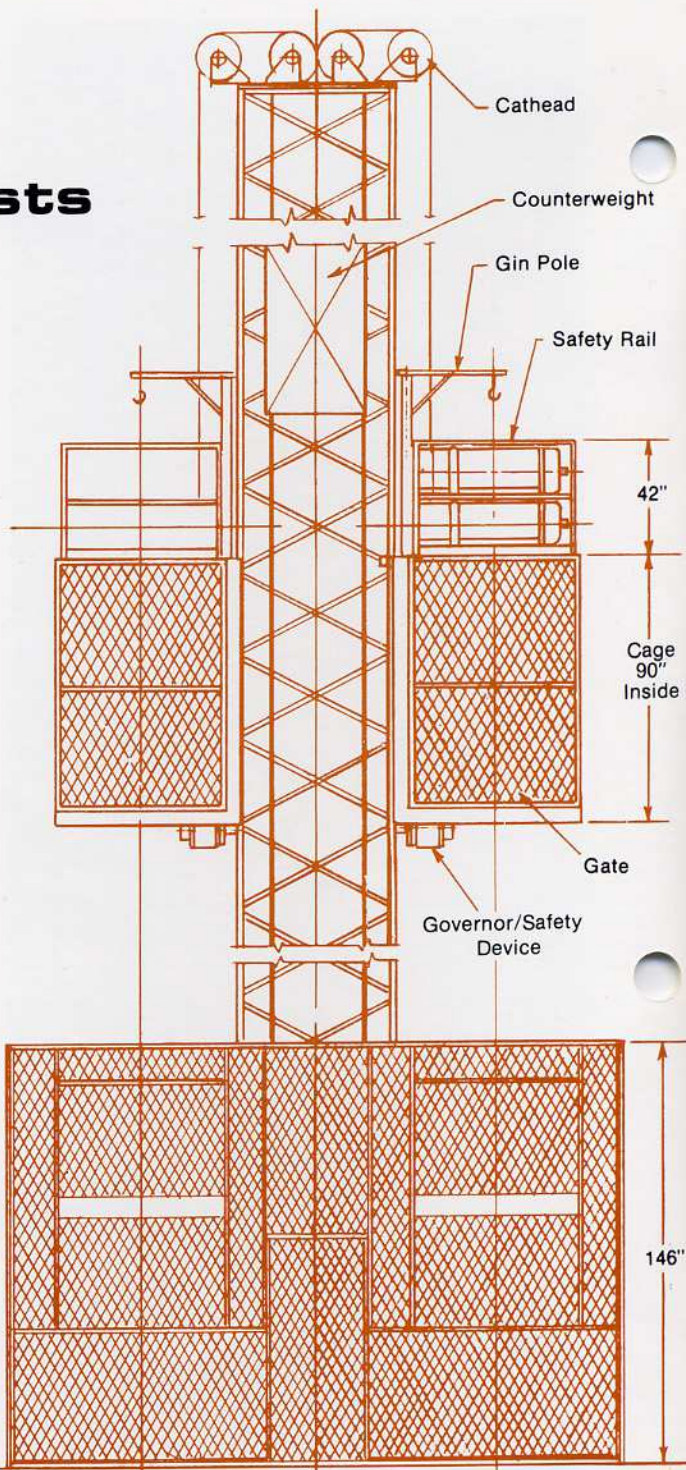 Cathead
sts
Counterweight
Gin Pole
Safety Rail
42"
Cage
90"
Inside
Gate
Governor/Safety
Device
146"